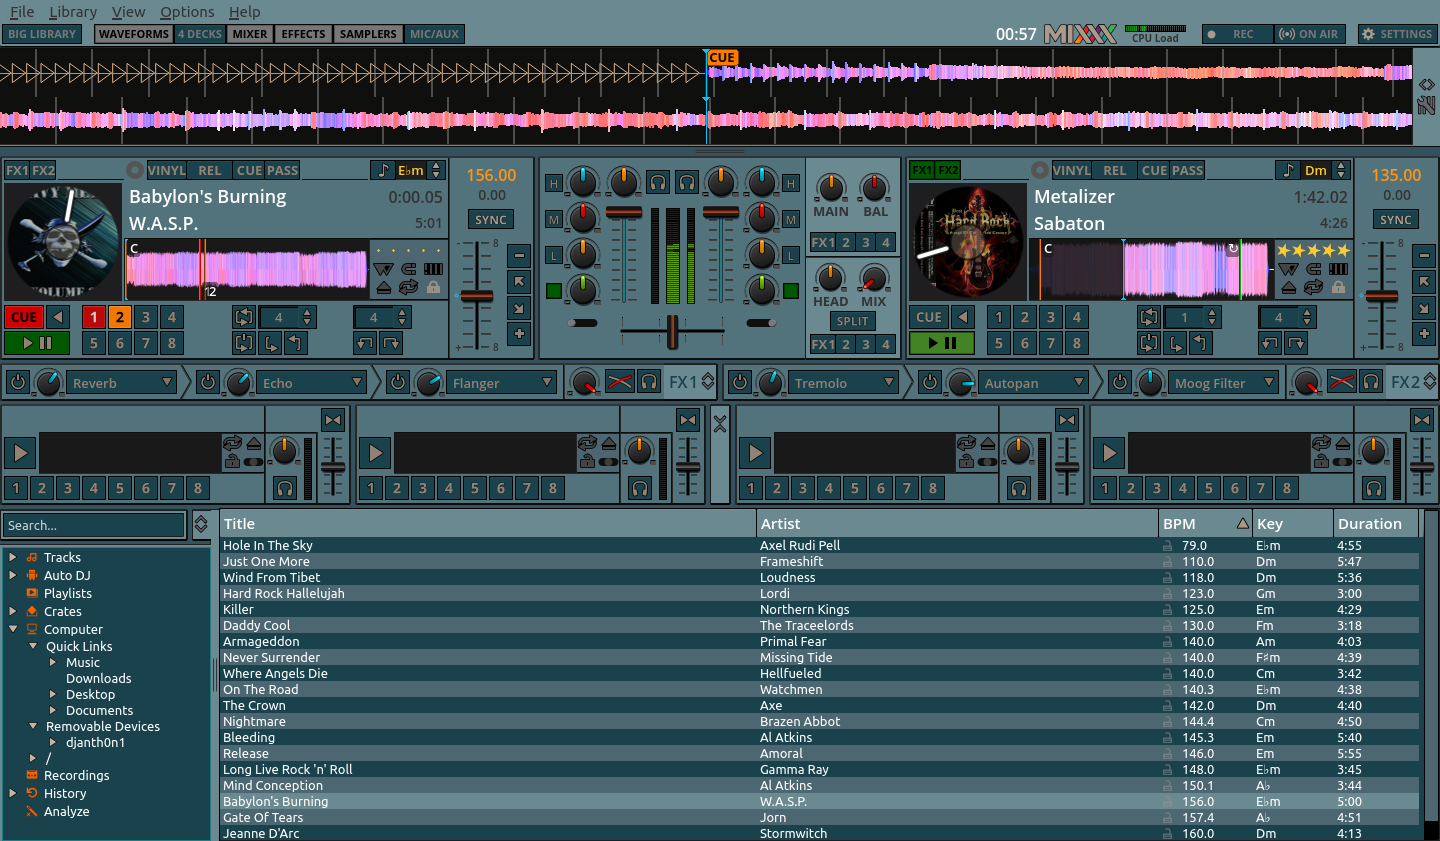 File Library View Options Help
BIG LIBRARY WAVEFORMS 4 DECKS MIXER EFFECTS SAMPLERS MIC/AUX 00:57 MIXXX CPU Load REC ON AIR SETTINGS
CUE
FX1 FX2 VINYL REL CUE PASS E♭m 156.00
0.00
SYNC
Babylon's Burning 0:00.05
W.A.S.P. 5:01
C
12
8
8
CUE 1 2 3 4 4 4
5 6 7 8
H H
M M
L L
MAIN BAL
FX1 2 3 4
HEAD MIX
SPLIT
FX1 2 3 4
FX1 FX2 VINYL REL CUE PASS Dm 135.00
0.00
SYNC
Metalizer 1:42.02
Sabaton 4:26
C
8
8
CUE 1 2 3 4 1 4
5 6 7 8
Reverb Echo Flanger FX1 Tremolo Autopan Moog Filter FX2
1 2 3 4 5 6 7 8 1 2 3 4 5 6 7 8 1 2 3 4 5 6 7 8 1 2 3 4 5 6 7 8
Search...
Tracks
Auto DJ
Playlists
Crates
Computer
Quick Links
Music
Downloads
Desktop
Documents
Removable Devices
djanth0n1
/
Recordings
History
Analyze
Title Artist BPM Key Duration
Hole In The Sky Axel Rudi Pell 79.0 E♭m 4:55
Just One More Frameshift 110.0 Dm 5:47
Wind From Tibet Loudness 118.0 Dm 5:36
Hard Rock Hallelujah Lordi 123.0 Gm 3:00
Killer Northern Kings 125.0 Em 4:29
Daddy Cool The Traceelords 130.0 Fm 3:18
Armageddon Primal Fear 140.0 Am 4:03
Never Surrender Missing Tide 140.0 F♯m 4:39
Where Angels Die Hellfueled 140.0 Cm 3:42
On The Road Watchmen 140.3 E♭m 4:38
The Crown Axe 142.0 Dm 4:40
Nightmare Brazen Abbot 144.4 Cm 4:50
Bleeding Al Atkins 145.3 Em 5:40
Release Amoral 146.0 Em 5:55
Long Live Rock 'n' Roll Gamma Ray 148.0 E♭m 3:45
Mind Conception Al Atkins 150.1 A♭ 3:44
Babylon's Burning W.A.S.P. 156.0 E♭m 5:00
Gate Of Tears Jorn 157.4 A♭ 4:51
Jeanne D'Arc Stormwitch 160.0 Dm 4:13